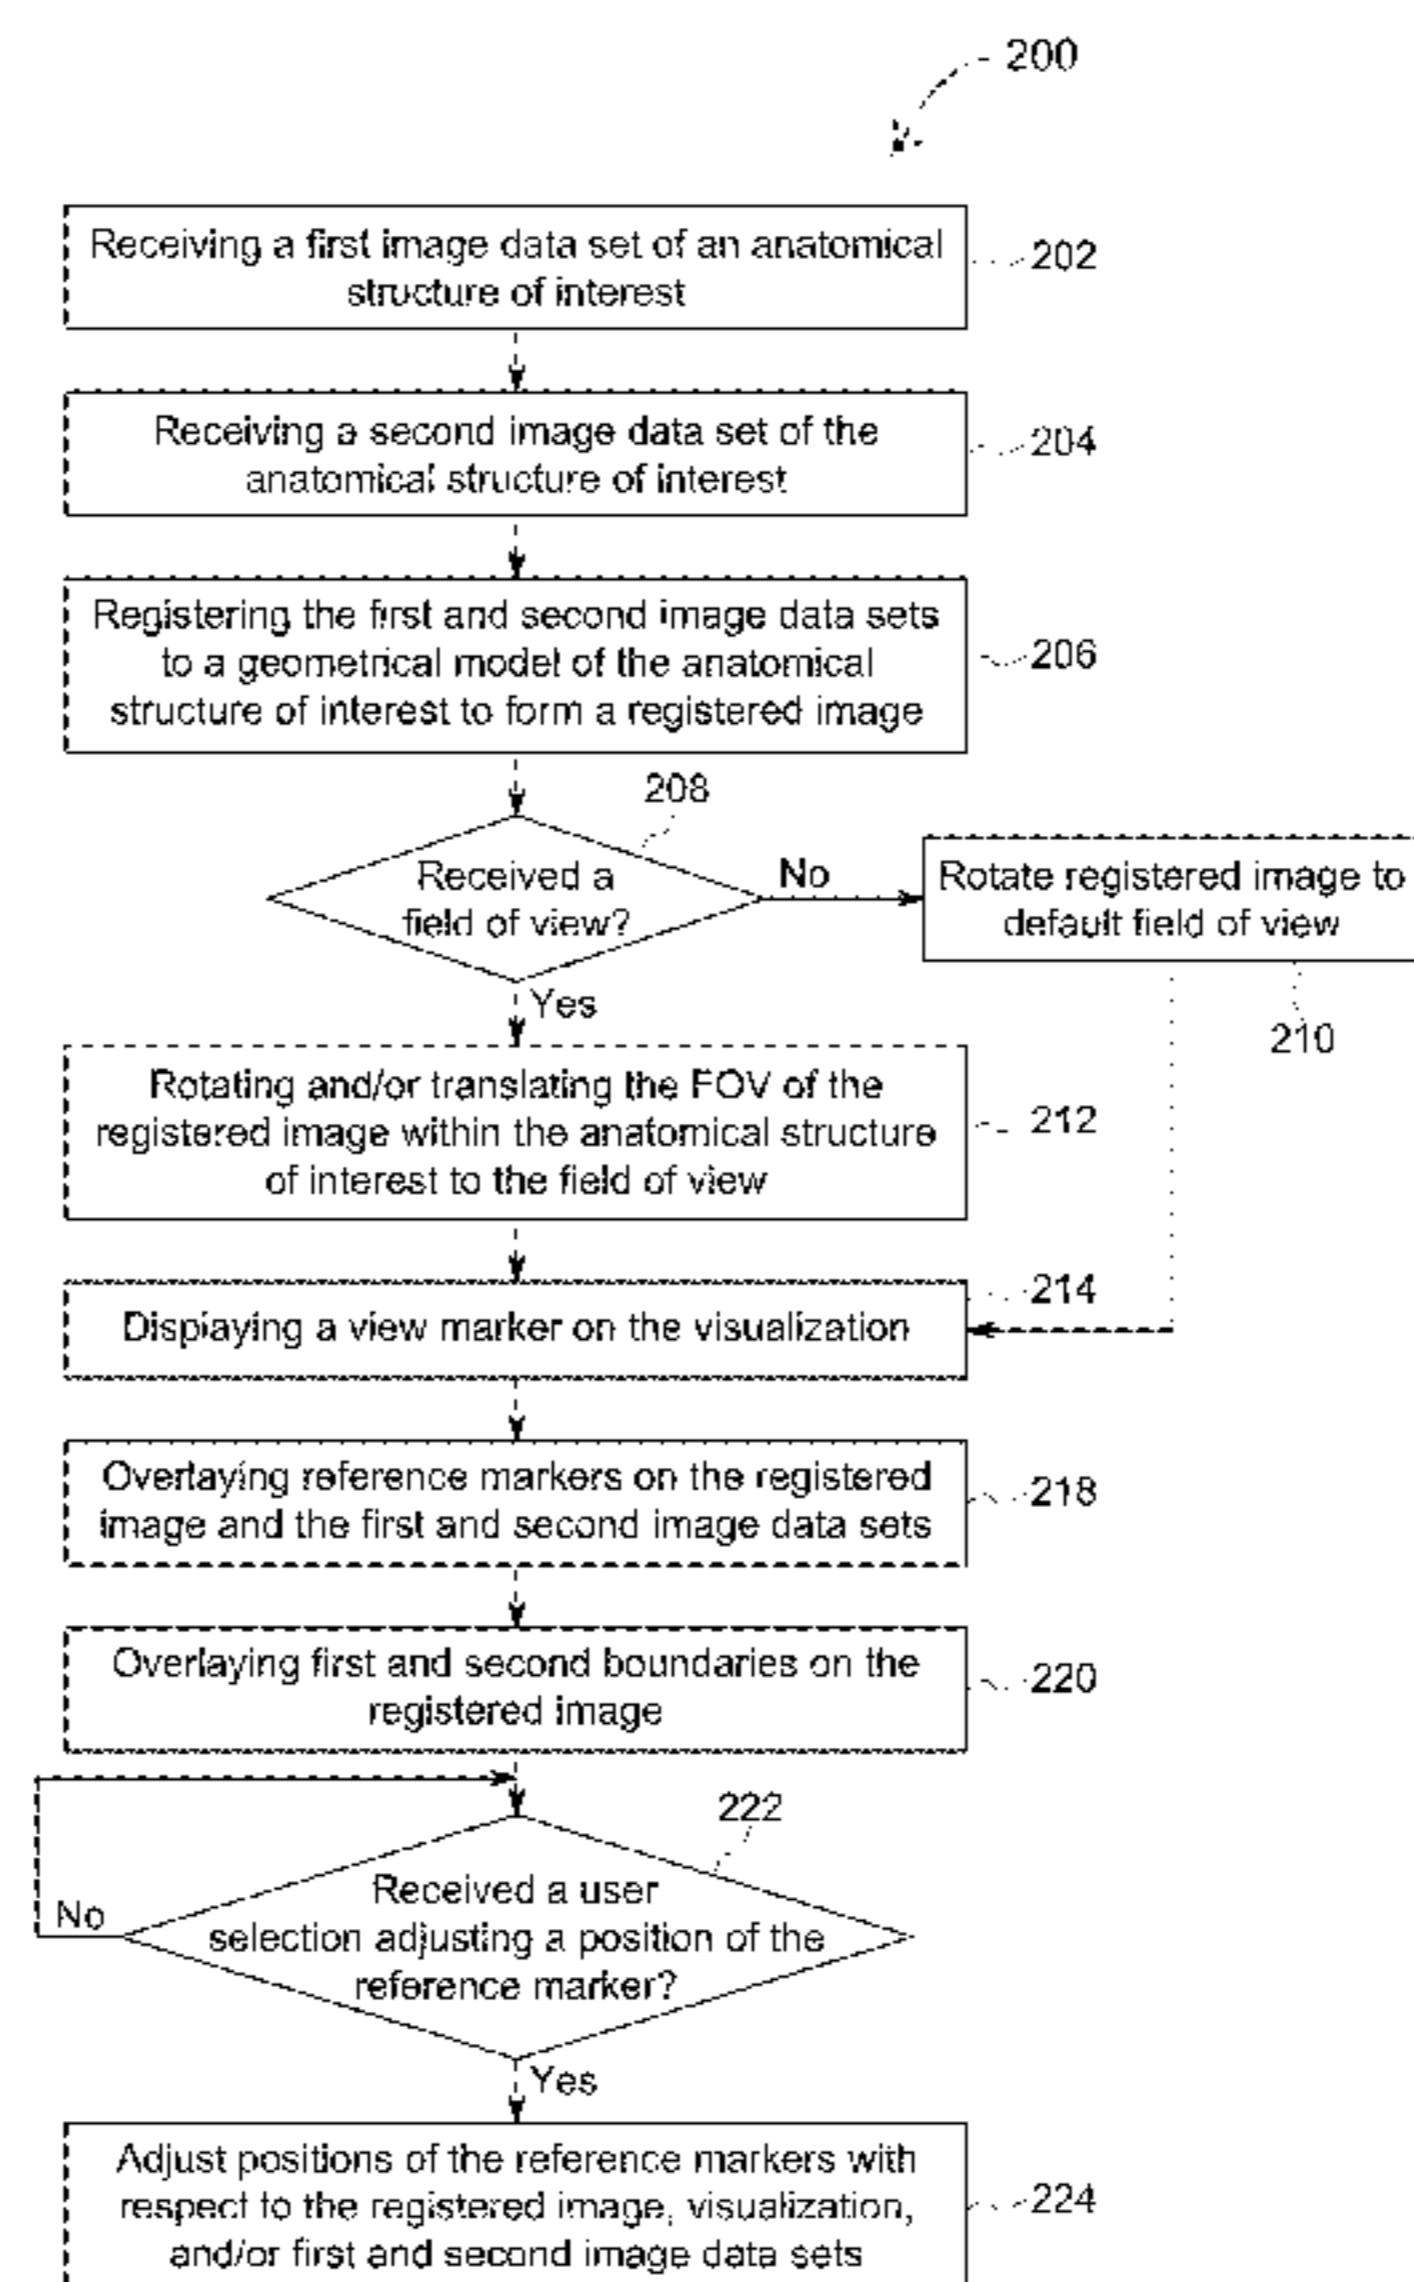 200
Receiving a first image data set of an anatomical
structure of interest
202
Receiving a second image data set of the
anatomical structure of interest
204
Registering the first and second image data sets
to a geometrical model of the anatomical
structure of interest to form a registered image
206
208
Received a
field of view?
No
Rotate registered image to
default field of view
210
Yes
Rotating and/or translating the FOV of the
registered image within the anatomical structure
of interest to the field of view
212
Displaying a view marker on the visualization
214
Overlaying reference markers on the registered
image and the first and second image data sets
218
Overlaying first and second boundaries on the
registered image
220
222
Received a user
selection adjusting a position of the
reference marker?
No
Yes
Adjust positions of the reference markers with
respect to the registered image, visualization,
and/or first and second image data sets
224